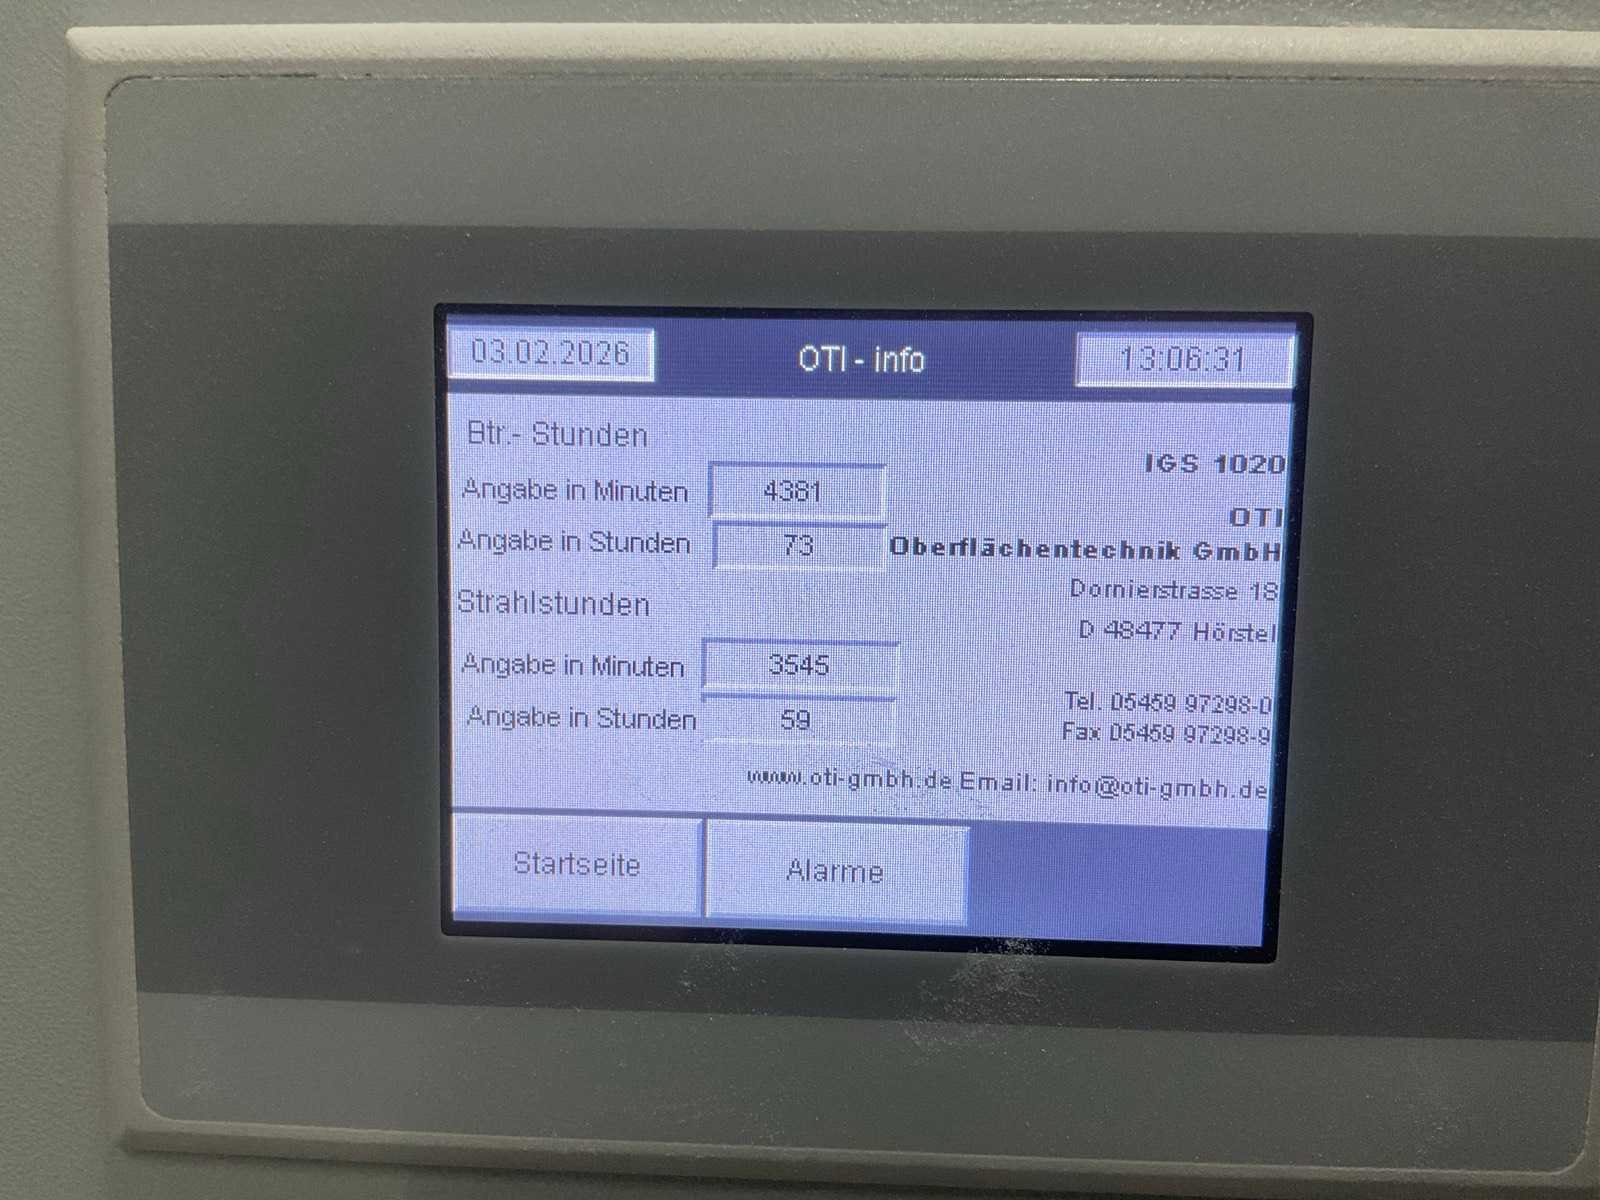 03.02.2026 OTI - info 13:06:31
Btr.- Stunden
IGS 1020
Angabe in Minuten 4381
OTI
Angabe in Stunden 73 Oberflächentechnik GmbH
Dornierstrasse 18
Strahlstunden
D 48477 Hörstel
Angabe in Minuten 3545
Tel. 05459 97298-0
Angabe in Stunden 59
Fax 05459 97298-9
www.oti-gmbh.de Email: info@oti-gmbh.de
Startseite Alarme